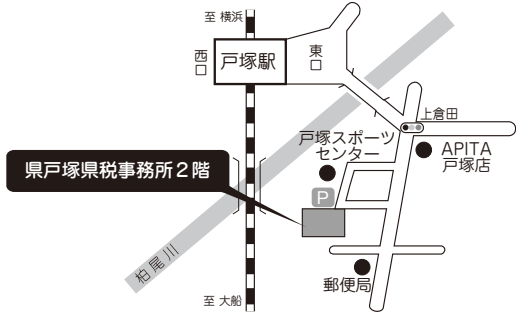 至 横浜
西口
戸塚駅
東口
上倉田
戸塚スポーツ
センター
APITA
戸塚店
県戸塚県税事務所2階
P
柏尾川
郵便局
至 大船